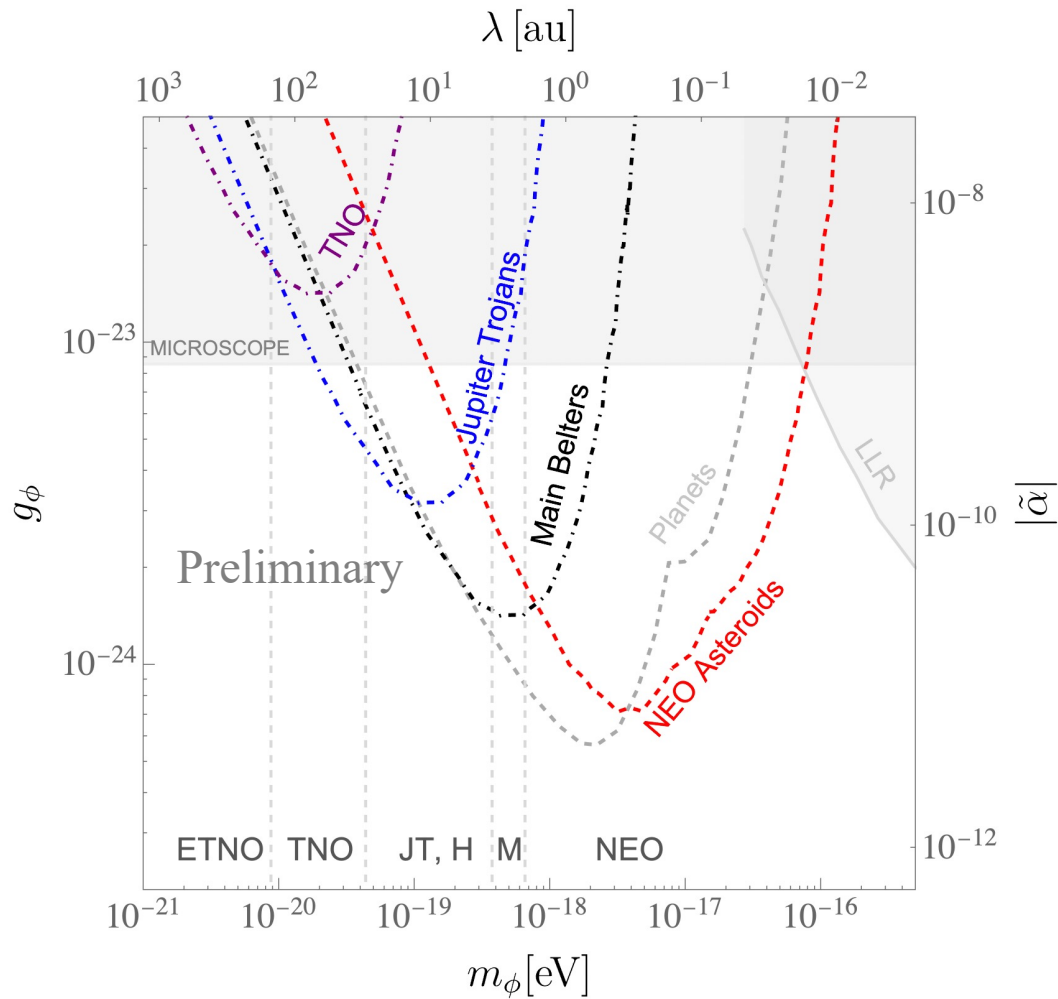 λ [au]
10³ 10² 10¹ 10⁰ 10⁻¹ 10⁻²
TNO
Jupiter Trojans
Main Belters
Planets
NEO Asteroids
LLR
MICROSCOPE
Preliminary
10⁻²³
10⁻²⁴
g_ϕ
10⁻⁸
10⁻¹⁰
10⁻¹²
|α̃|
ETNO TNO JT, H M NEO
10⁻²¹ 10⁻²⁰ 10⁻¹⁹ 10⁻¹⁸ 10⁻¹⁷ 10⁻¹⁶
m_ϕ[eV]